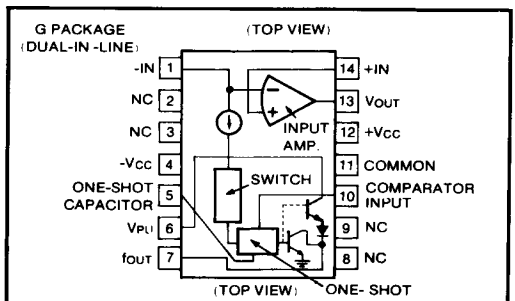 G PACKAGE
(DUAL-IN-LINE)
(TOP VIEW)
-IN 1
NC 2
NC 3
-VCC 4
ONE-SHOT
CAPACITOR 5
VPLI 6
fOUT 7
14 +IN
13 VOUT
12 +VCC
11 COMMON
10 COMPARATOR
INPUT
9 NC
8 NC
−
+
INPUT
AMP.
SWITCH
(TOP VIEW)
ONE- SHOT